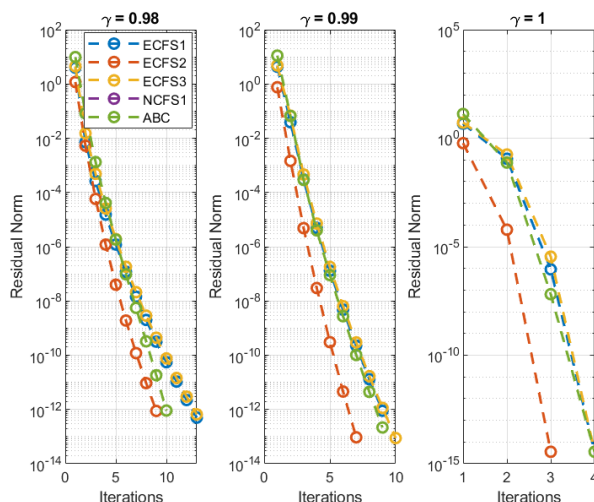 γ = 0.98
γ = 0.99
γ = 1
10^2
10^0
10^-2
10^-4
10^-6
10^-8
10^-10
10^-12
10^-14
Residual Norm
ECFS1
ECFS2
ECFS3
NCFS1
ABC
0 5 10
Iterations
10^2
10^0
10^-2
10^-4
10^-6
10^-8
10^-10
10^-12
10^-14
Residual Norm
0 5 10
Iterations
10^5
10^0
10^-5
10^-10
10^-15
Residual Norm
1 2 3 4
Iterations